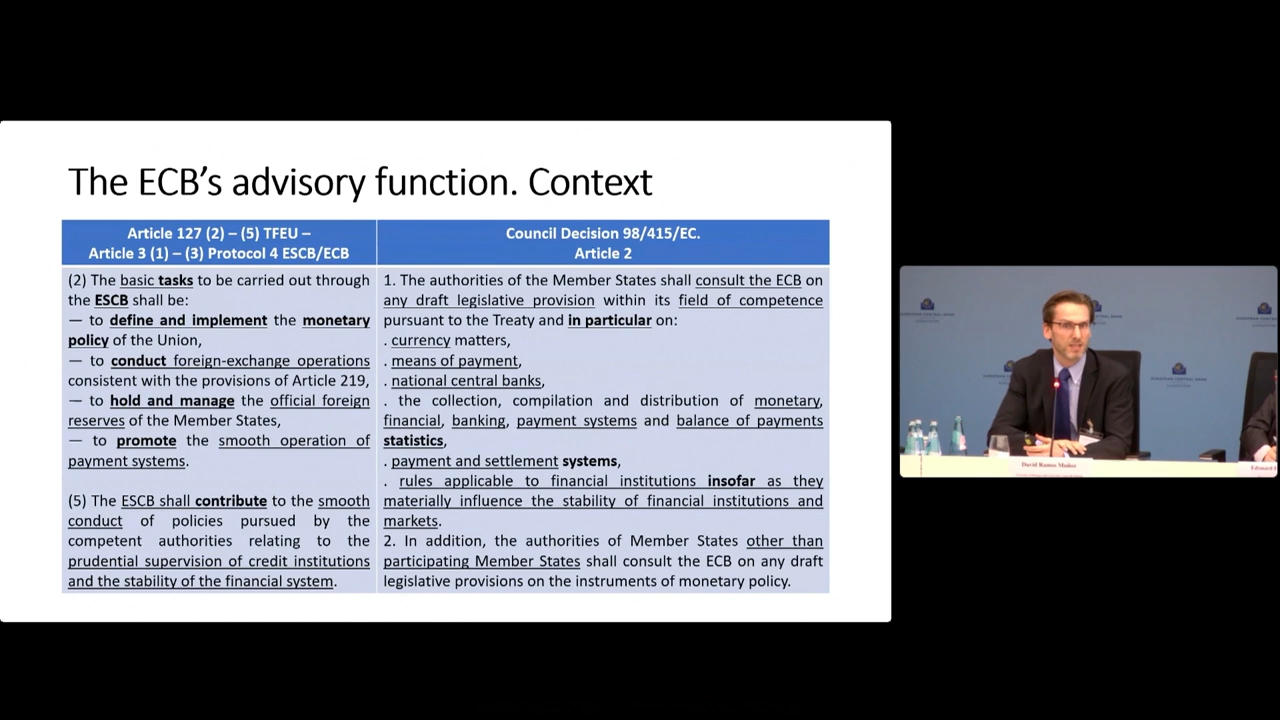 The ECB’s advisory function. Context
Article 127 (2) – (5) TFEU –
Article 3 (1) – (3) Protocol 4 ESCB/ECB
(2) The basic tasks to be carried out through
the ESCB shall be:
— to define and implement the monetary
policy of the Union,
— to conduct foreign-exchange operations
consistent with the provisions of Article 219,
— to hold and manage the official foreign
reserves of the Member States,
— to promote the smooth operation of
payment systems.
(5) The ESCB shall contribute to the smooth
conduct of policies pursued by the
competent authorities relating to the
prudential supervision of credit institutions
and the stability of the financial system.
Council Decision 98/415/EC.
Article 2
1. The authorities of the Member States shall consult the ECB on
any draft legislative provision within its field of competence
pursuant to the Treaty and in particular on:
. currency matters,
. means of payment,
. national central banks,
. the collection, compilation and distribution of monetary,
financial, banking, payment systems and balance of payments
statistics,
. payment and settlement systems,
. rules applicable to financial institutions insofar as they
materially influence the stability of financial institutions and
markets.
2. In addition, the authorities of Member States other than
participating Member States shall consult the ECB on any draft
legislative provisions on the instruments of monetary policy.
EUROPEAN CENTRAL BANK
David Ramos Muñoz